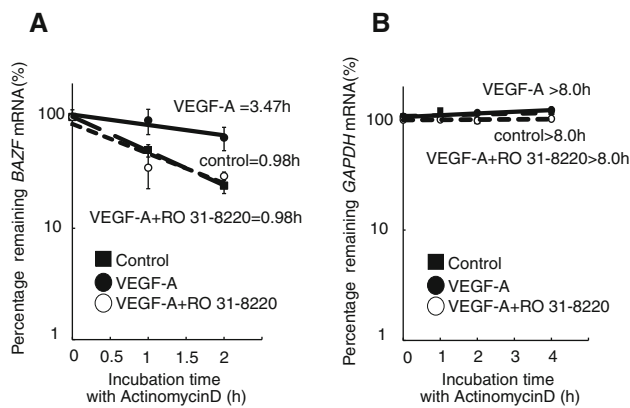 A
Percentage remaining BAZF mRNA(%)
100
10
1
VEGF-A =3.47h
control=0.98h
VEGF-A+RO 31-8220=0.98h
Control
VEGF-A
VEGF-A+RO 31-8220
0 0.5 1 1.5 2
Incubation time
with ActinomycinD (h)
B
Percentage remaining GAPDH mRNA(%)
100
10
1
VEGF-A >8.0h
control>8.0h
VEGF-A+RO 31-8220>8.0h
Control
VEGF-A
VEGF-A+RO 31-8220
0 1 2 3 4
Incubation time
with ActinomycinD (h)